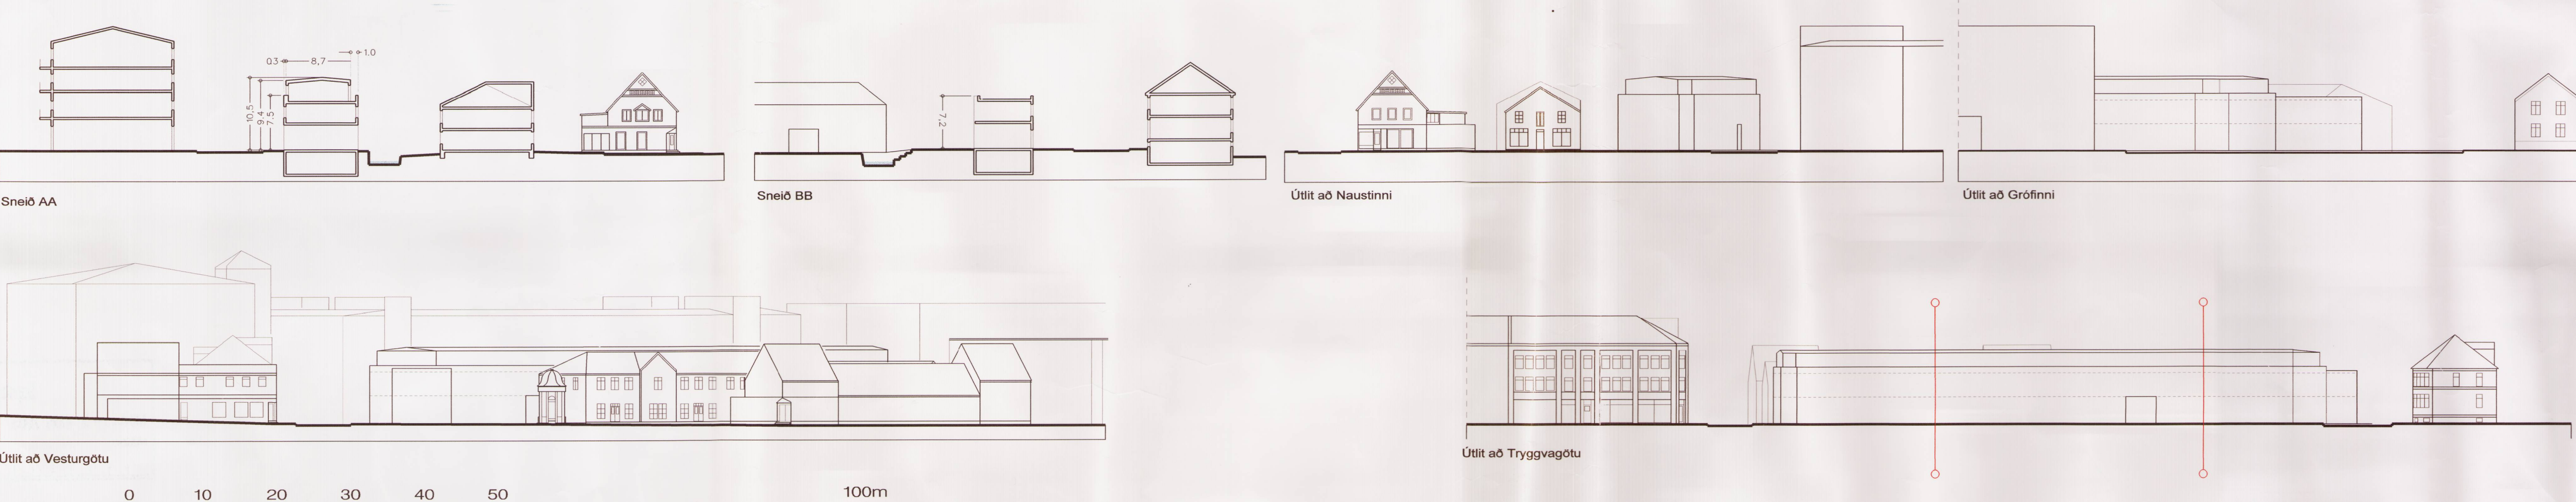 1.0
0.3 8,7
10,5
9.4
7.5
7,2
Sneið AA
Sneið BB
Útlit að Naustinni
Útlit að Grófinni
Útlit að Vesturgötu
Útlit að Tryggvagötu
0 10 20 30 40 50 100m